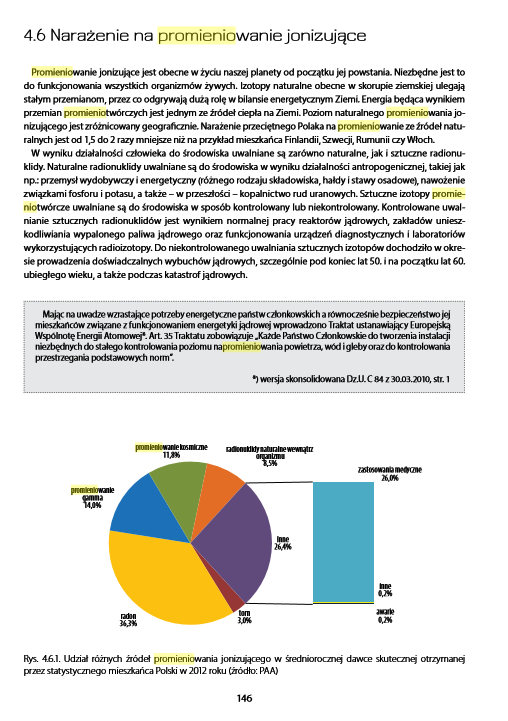 4.6 Narażenie na promieniowanie jonizujące
Promieniowanie jonizujące jest obecne w życiu naszej planety od początku jej powstania. Niezbędne jest to
do funkcjonowania wszystkich organizmów żywych. Izotopy naturalne obecne w skorupie ziemskiej ulegają
stałym przemianom, przez co odgrywają dużą rolę w bilansie energetycznym Ziemi. Energia będąca wynikiem
przemian promieniotwórczych jest jednym ze źródeł ciepła na Ziemi. Poziom naturalnego promieniowania jo-
nizującego jest zróżnicowany geograficznie. Narażenie przeciętnego Polaka na promieniowanie ze źródeł natu-
ralnych jest od 1,5 do 2 razy mniejsze niż na przykład mieszkańca Finlandii, Szwecji, Rumunii czy Włoch.
W wyniku działalności człowieka do środowiska uwalniane są zarówno naturalne, jak i sztuczne radionu-
klidy. Naturalne radionuklidy uwalniane są do środowiska w wyniku działalności antropogenicznej, takiej jak
np.: przemysł wydobywczy i energetyczny (różnego rodzaju składowiska, hałdy i stawy osadowe), nawożenie
związkami fosforu i potasu, a także – w przeszłości – kopalnictwo rud uranowych. Sztuczne izotopy promie-
niotwórcze uwalniane są do środowiska w sposób kontrolowany lub niekontrolowany. Kontrolowane uwal-
nianie sztucznych radionuklidów jest wynikiem normalnej pracy reaktorów jądrowych, zakładów uniesz-
kodliwiania wypalonego paliwa jądrowego oraz funkcjonowania urządzeń diagnostycznych i laboratoriów
wykorzystujących radioizotopy. Do niekontrolowanego uwalniania sztucznych izotopów dochodziło w okre-
sie prowadzenia doświadczalnych wybuchów jądrowych, szczególnie pod koniec lat 50. i na początku lat 60.
ubiegłego wieku, a także podczas katastrof jądrowych.
Mając na uwadze wzrastające potrzeby energetyczne państw członkowskich a równocześnie bezpieczeństwo jej
mieszkańców związane z funkcjonowaniem energetyki jądrowej wprowadzono Traktat ustanawiający Europejską
Wspólnotę Energii Atomowej*. Art. 35 Traktatu zobowiązuje „Każde Państwo Członkowskie do tworzenia instalacji
niezbędnych do stałego kontrolowania poziomu napromieniowania powietrza, wód i gleby oraz do kontrolowania
przestrzegania podstawowych norm”.
*) wersja skonsolidowana Dz.U. C 84 z 30.03.2010, str. 1
promieniowanie kosmiczne
11,8%
radionuklidy naturalne wewnątrz
organizmu
8,5%
zastosowania medyczne
26,0%
promieniowanie
gamma
14,0%
inne
26,4%
inne
0,2%
awarie
0,2%
radon
36,3%
toron
3,0%
Rys. 4.6.1. Udział różnych źródeł promieniowania jonizującego w średniorocznej dawce skutecznej otrzymanej
przez statystycznego mieszkańca Polski w 2012 roku (źródło: PAA)
146